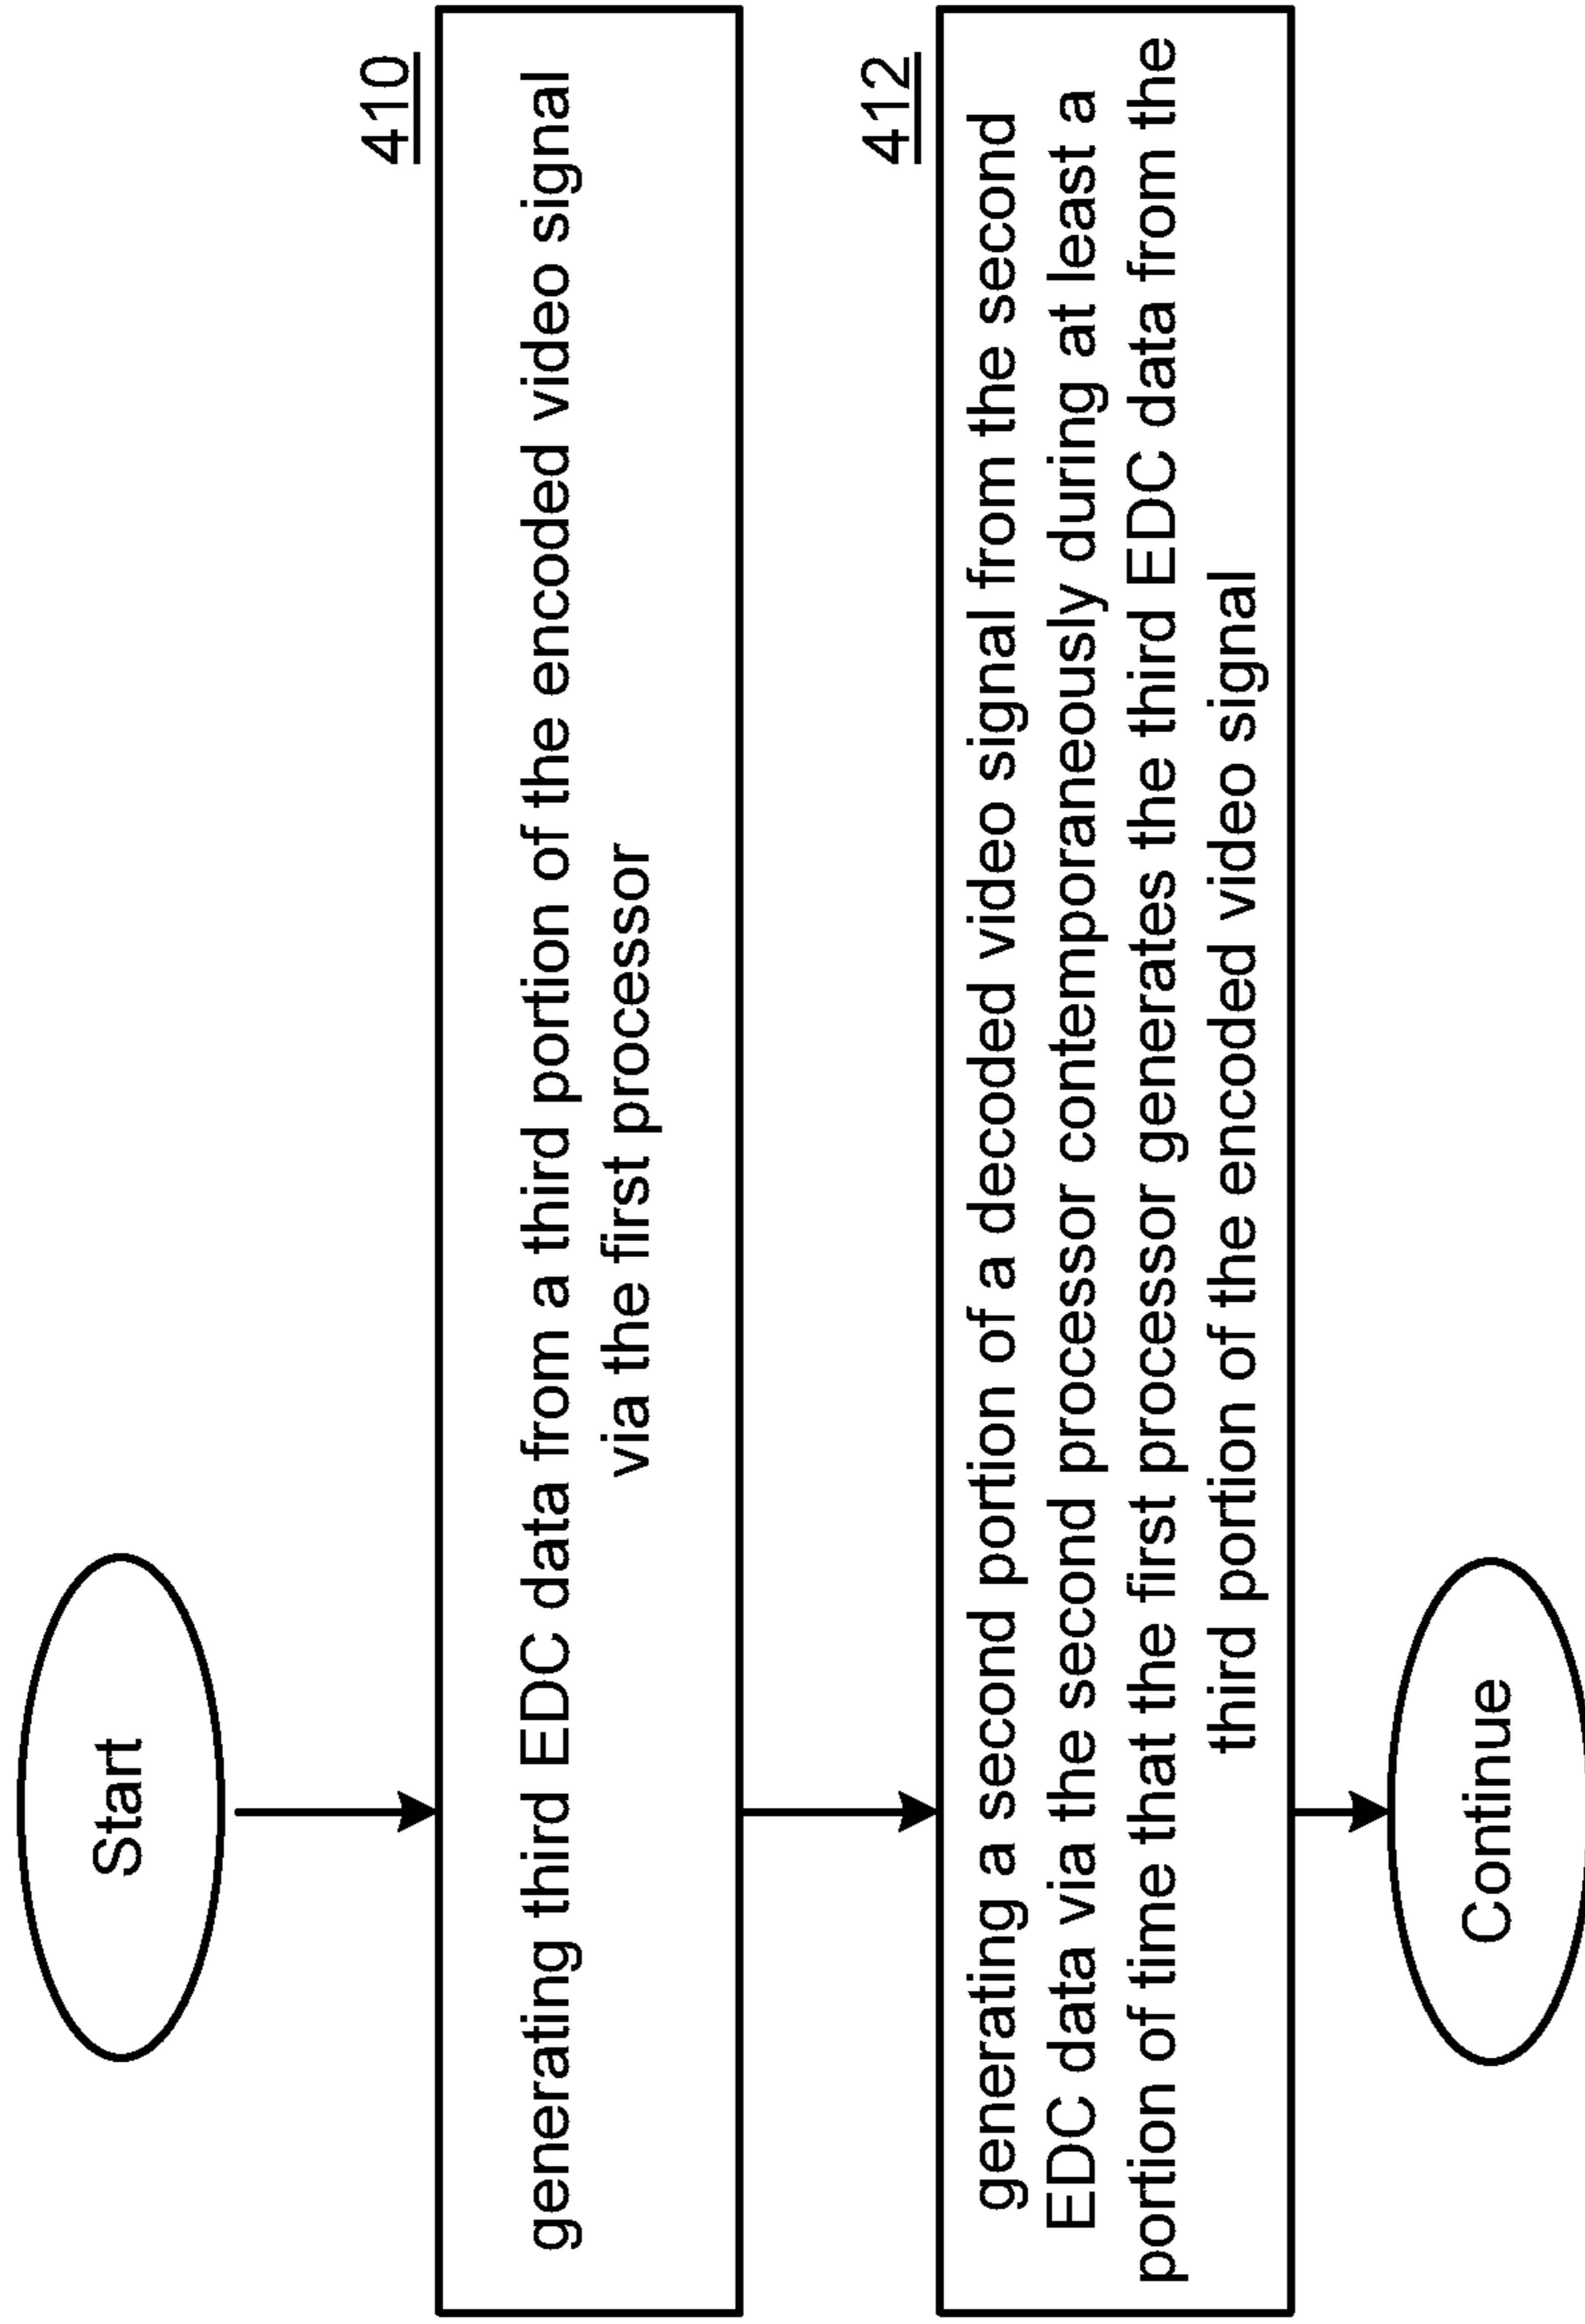 Start
410
generating third EDC data from a third portion of the encoded video signal
via the first processor
412
generating a second portion of a decoded video signal from the second
EDC data via the second processor contemporaneously during at least a
portion of time that the first processor generates the third EDC data from the
third portion of the encoded video signal
Continue